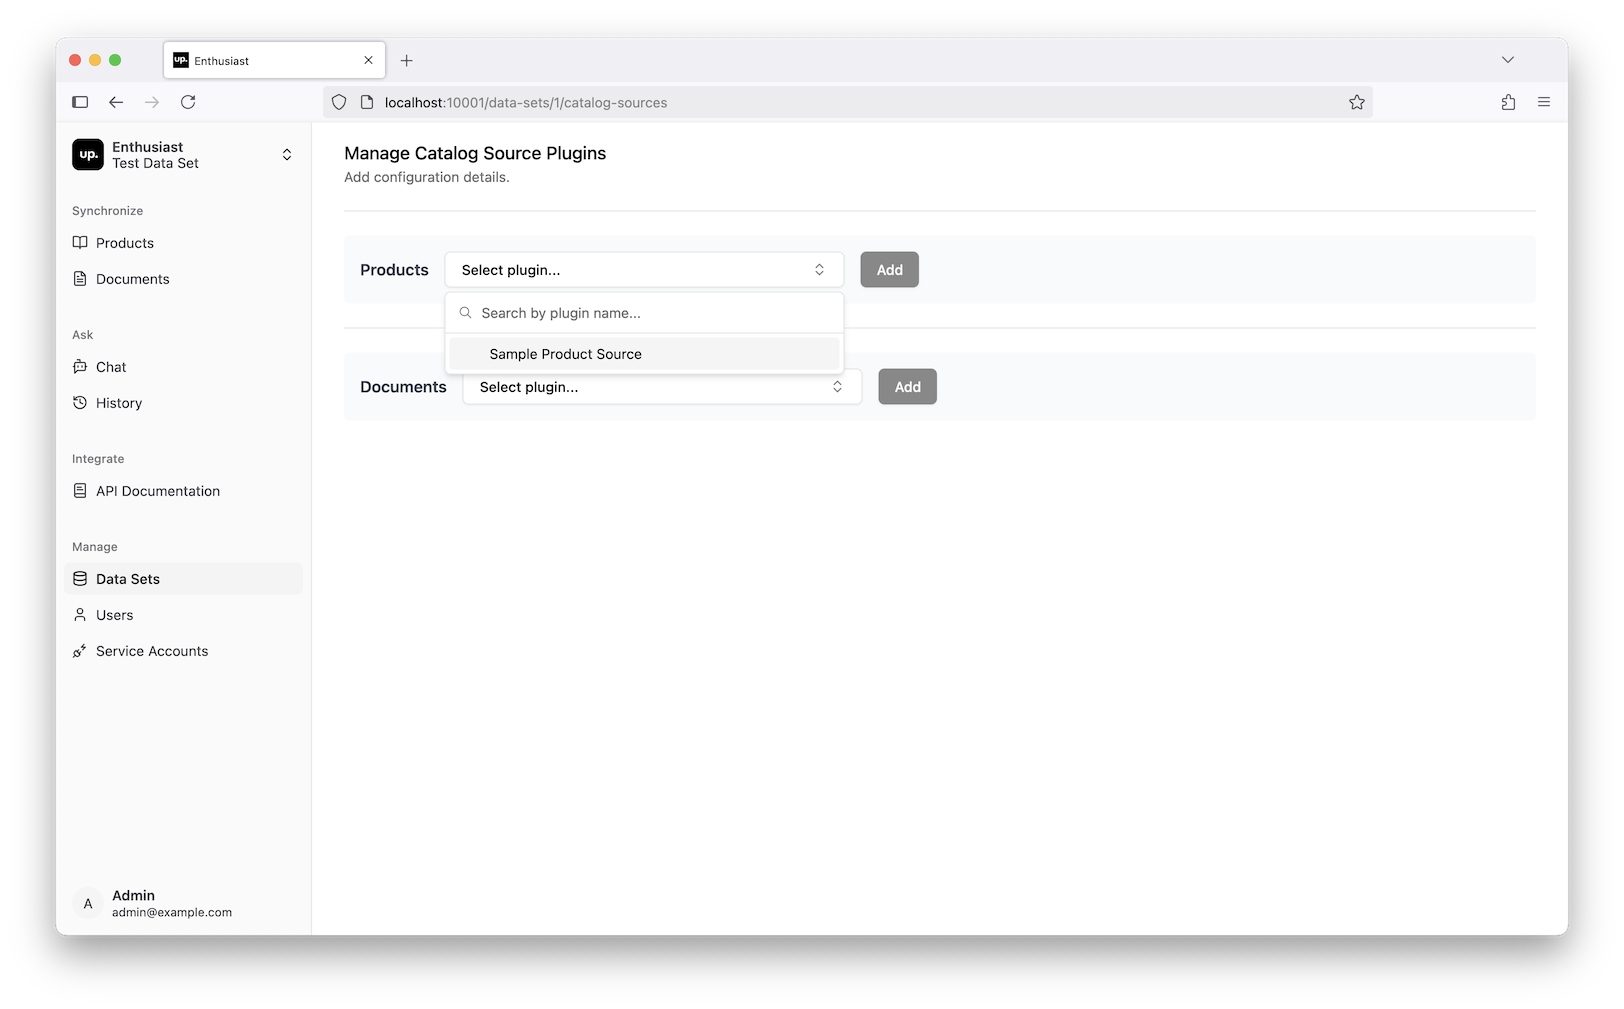 up. Enthusiast
localhost:10001/data-sets/1/catalog-sources
up.
Enthusiast
Test Data Set
Synchronize
Products
Documents
Ask
Chat
History
Integrate
API Documentation
Manage
Data Sets
Users
Service Accounts
A
Admin
admin@example.com
Manage Catalog Source Plugins
Add configuration details.
Products Select plugin... Add
Search by plugin name...
Sample Product Source
Documents Select plugin... Add